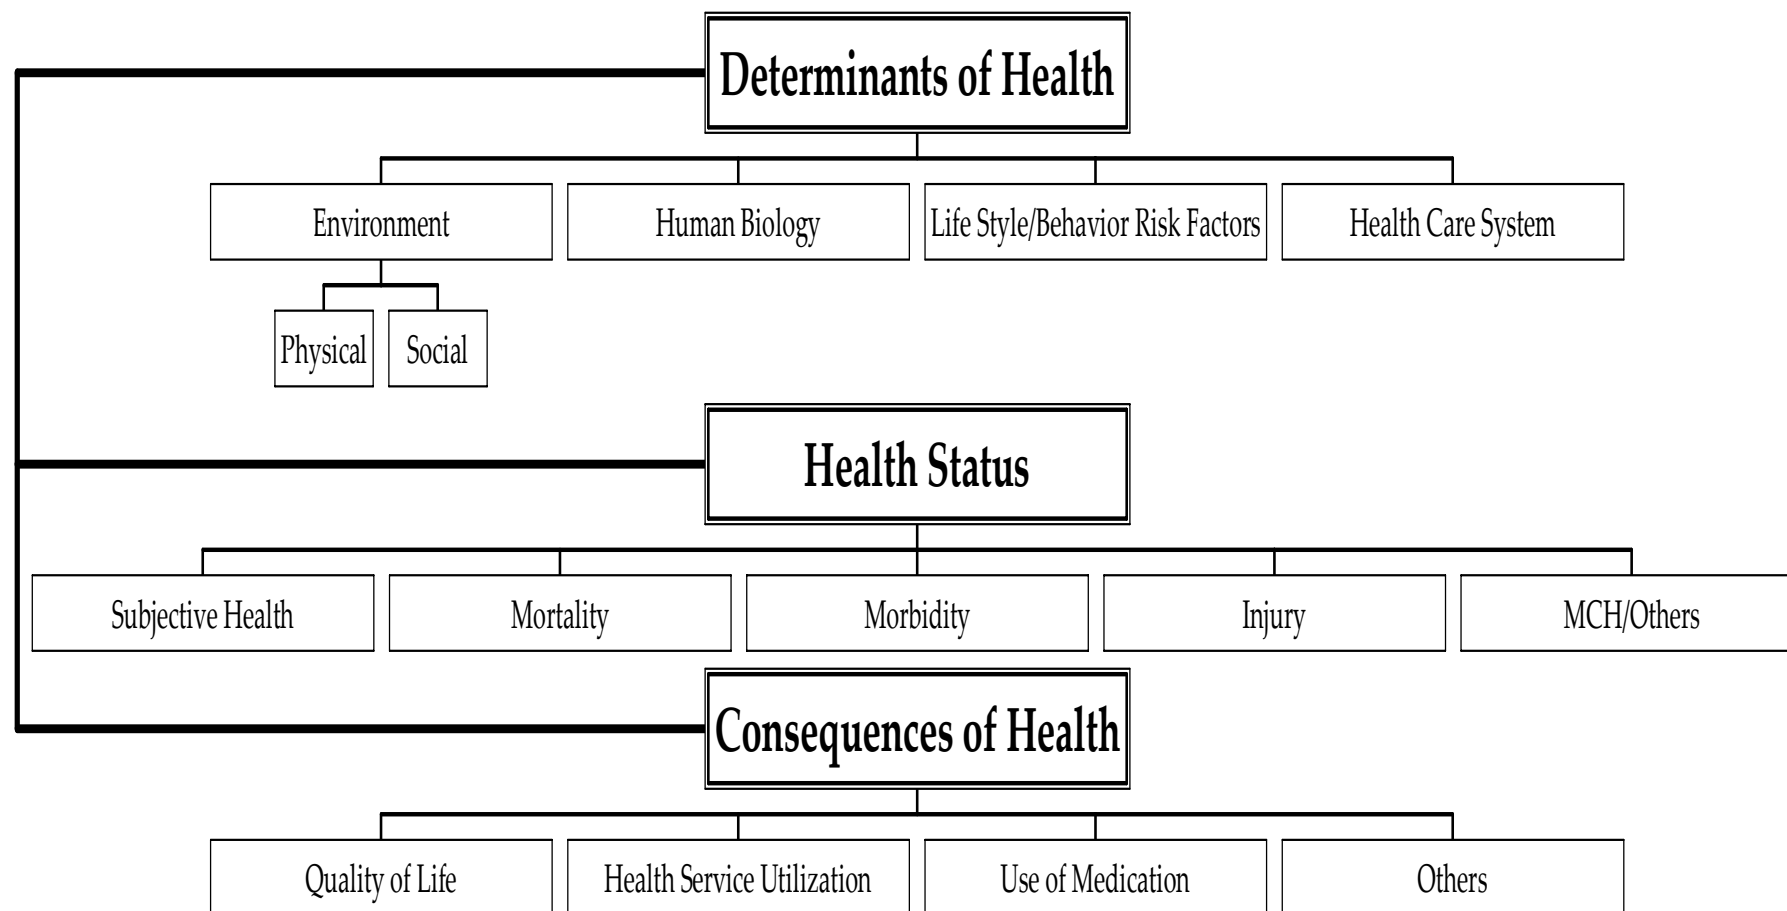 Determinants of Health
Environment
Human Biology
Life Style/Behavior Risk Factors
Health Care System
Physical
Social
Health Status
Subjective Health
Mortality
Morbidity
Injury
MCH/Others
Consequences of Health
Quality of Life
Health Service Utilization
Use of Medication
Others